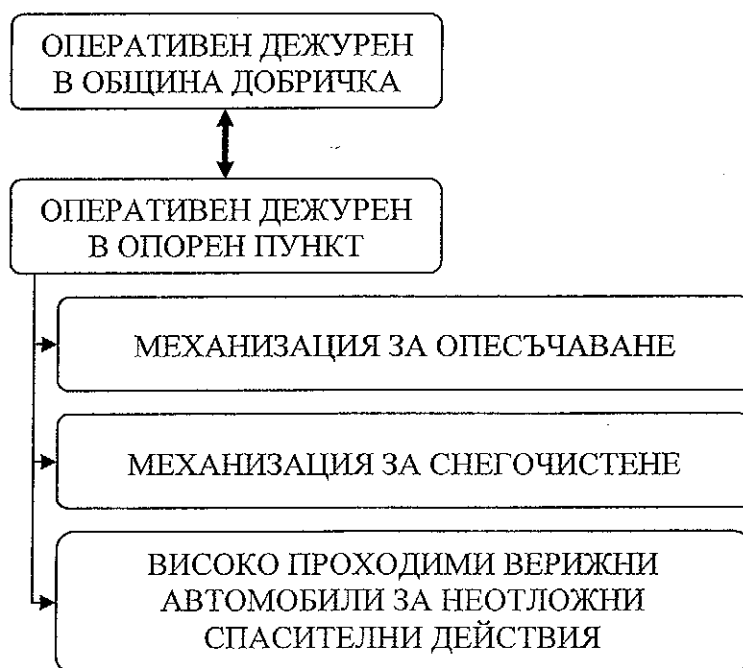 ОПЕРАТИВЕН ДЕЖУРЕН
В ОБЩИНА ДОБРИЧКА
ОПЕРАТИВЕН ДЕЖУРЕН
В ОПОРЕН ПУНКТ
МЕХАНИЗАЦИЯ ЗА ОПЕСЪЧАВАНЕ
МЕХАНИЗАЦИЯ ЗА СНЕГОЧИСТЕНЕ
ВИСОКО ПРОХОДИМИ ВЕРИЖНИ
АВТОМОБИЛИ ЗА НЕОТЛОЖНИ
СПАСИТЕЛНИ ДЕЙСТВИЯ